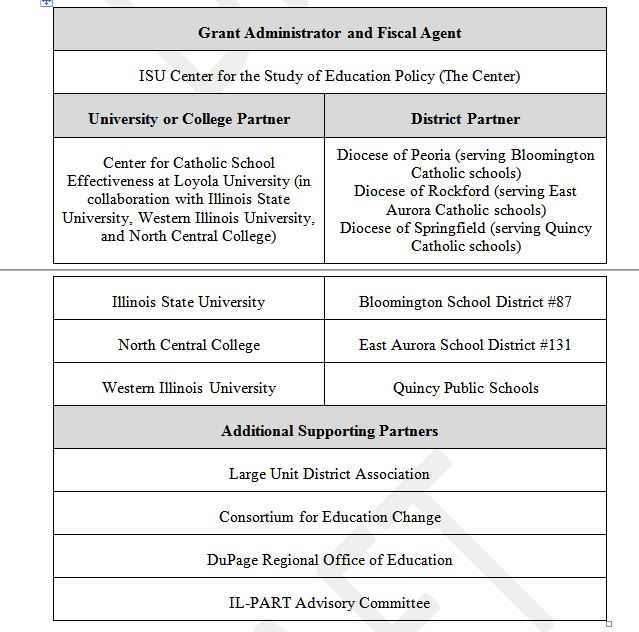 Grant Administrator and Fiscal Agent
ISU Center for the Study of Education Policy (The Center)
University or College Partner
District Partner
Center for Catholic School
Effectiveness at Loyola University (in
collaboration with Illinois State
University, Western Illinois University,
and North Central College)
Diocese of Peoria (serving Bloomington
Catholic schools)
Diocese of Rockford (serving East
Aurora Catholic schools)
Diocese of Springfield (serving Quincy
Catholic schools)
Illinois State University
Bloomington School District #87
North Central College
East Aurora School District #131
Western Illinois University
Quincy Public Schools
Additional Supporting Partners
Large Unit District Association
Consortium for Education Change
DuPage Regional Office of Education
IL-PART Advisory Committee